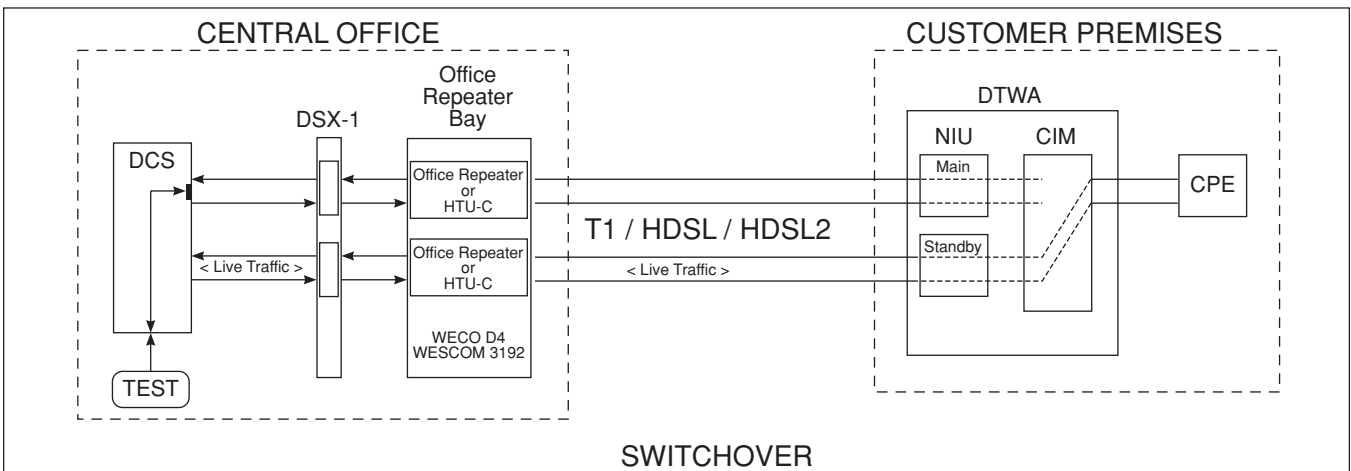 CENTRAL OFFICE
CUSTOMER PREMISES
Office
Repeater
Bay
DSX-1
DTWA
NIU
CIM
DCS
Office Repeater
or
HTU-C
Main
CPE
T1 / HDSL / HDSL2
Office Repeater
or
HTU-C
Standby
< Live Traffic >
< Live Traffic >
WECO D4
WESCOM 3192
TEST
SWITCHOVER